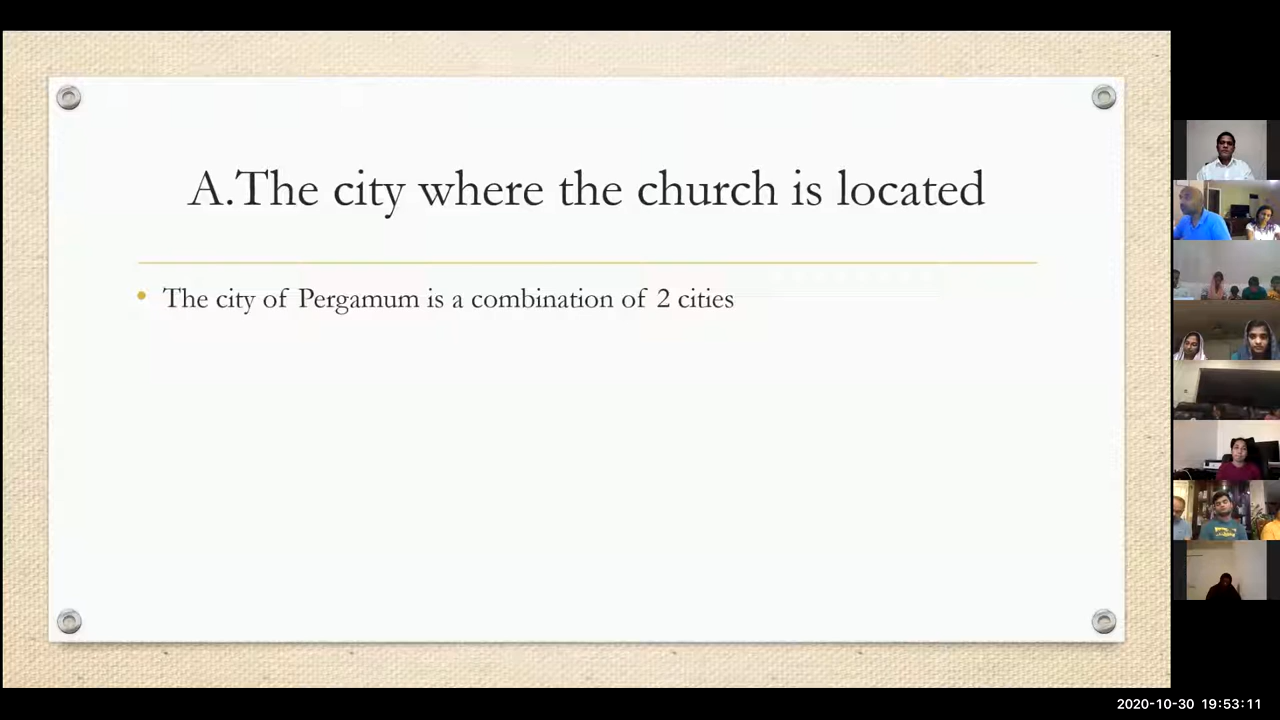 A.The city where the church is located
The city of Pergamum is a combination of 2 cities
2020-10-30 19:53:11